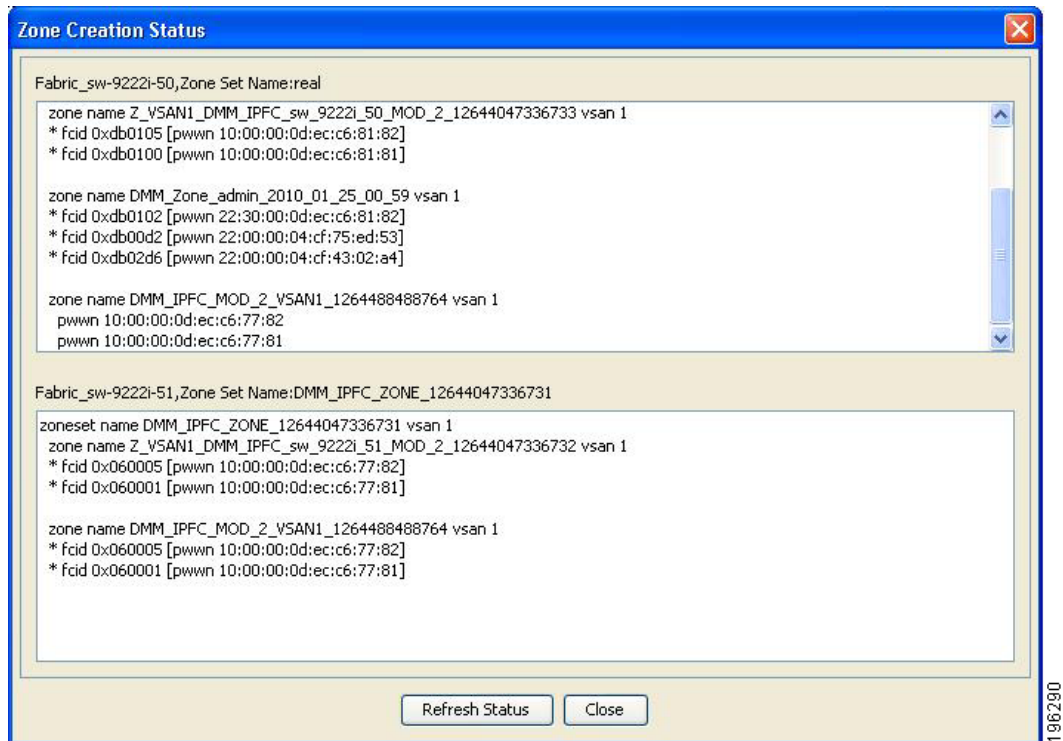 Zone Creation Status
Fabric_sw-9222i-50,Zone Set Name:real
zone name Z_VSAN1_DMM_IPFC_sw_9222i_50_MOD_2_12644047336733 vsan 1
* fcid 0xdb0105 [pwwn 10:00:00:0d:ec:c6:81:82]
* fcid 0xdb0100 [pwwn 10:00:00:0d:ec:c6:81:81]
zone name DMM_Zone_admin_2010_01_25_00_59 vsan 1
* fcid 0xdb0102 [pwwn 22:30:00:0d:ec:c6:81:82]
* fcid 0xdb00d2 [pwwn 22:00:00:04:cf:75:ed:53]
* fcid 0xdb02d6 [pwwn 22:00:00:04:cf:43:02:a4]
zone name DMM_IPFC_MOD_2_VSAN1_1264488488764 vsan 1
pwwn 10:00:00:0d:ec:c6:77:82
pwwn 10:00:00:0d:ec:c6:77:81
Fabric_sw-9222i-51,Zone Set Name:DMM_IPFC_ZONE_12644047336731
zoneset name DMM_IPFC_ZONE_12644047336731 vsan 1
zone name Z_VSAN1_DMM_IPFC_sw_9222i_51_MOD_2_12644047336732 vsan 1
* fcid 0x060005 [pwwn 10:00:00:0d:ec:c6:77:82]
* fcid 0x060001 [pwwn 10:00:00:0d:ec:c6:77:81]
zone name DMM_IPFC_MOD_2_VSAN1_1264488488764 vsan 1
* fcid 0x060005 [pwwn 10:00:00:0d:ec:c6:77:82]
* fcid 0x060001 [pwwn 10:00:00:0d:ec:c6:77:81]
Refresh Status
Close
196290